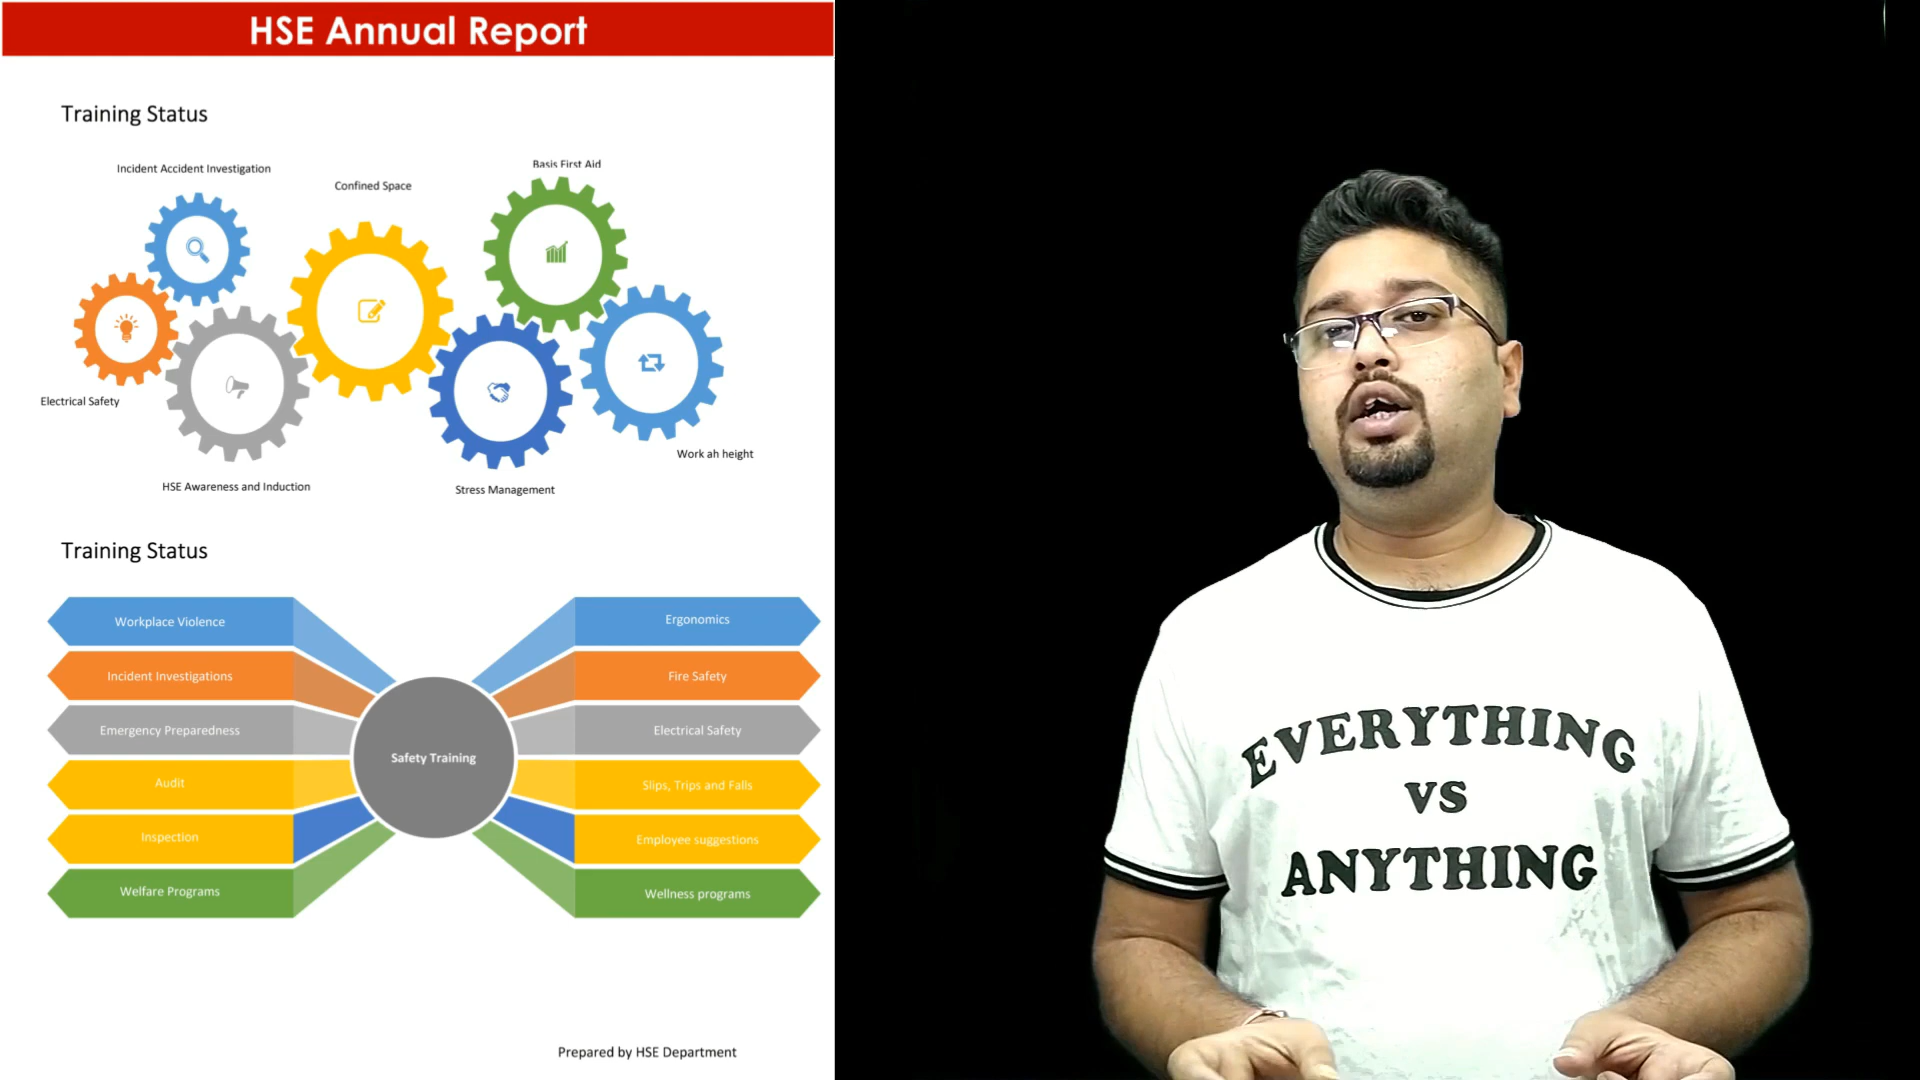 HSE Annual Report
Training Status
Incident Accident Investigation
Confined Space
Basis First Aid
Electrical Safety
HSE Awareness and Induction
Stress Management
Work ah height
Training Status
Workplace Violence
Incident Investigations
Emergency Preparedness
Audit
Inspection
Welfare Programs
Safety Training
Ergonomics
Fire Safety
Electrical Safety
Slips, Trips and Falls
Employee suggestions
Wellness programs
Prepared by HSE Department
EVERYTHING
VS
ANYTHING